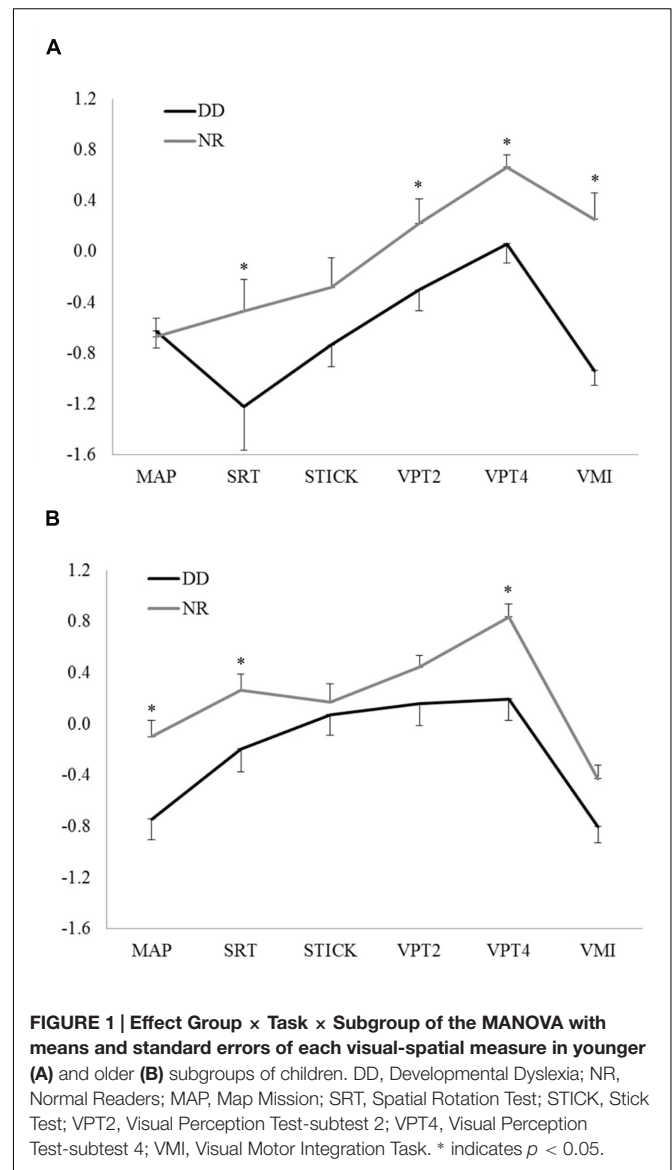 A
1.2
0.8
0.4
0.0
-0.4
-0.8
-1.2
-1.6
DD
NR
*
*
*
*
MAP SRT STICK VPT2 VPT4 VMI
B
1.2
0.8
0.4
0.0
-0.4
-0.8
-1.2
-1.6
DD
NR
*
*
*
MAP SRT STICK VPT2 VPT4 VMI
FIGURE 1 | Effect Group × Task × Subgroup of the MANOVA with
means and standard errors of each visual-spatial measure in younger
(A) and older (B) subgroups of children. DD, Developmental Dyslexia; NR,
Normal Readers; MAP, Map Mission; SRT, Spatial Rotation Test; STICK, Stick
Test; VPT2, Visual Perception Test-subtest 2; VPT4, Visual Perception
Test-subtest 4; VMI, Visual Motor Integration Task. * indicates p < 0.05.